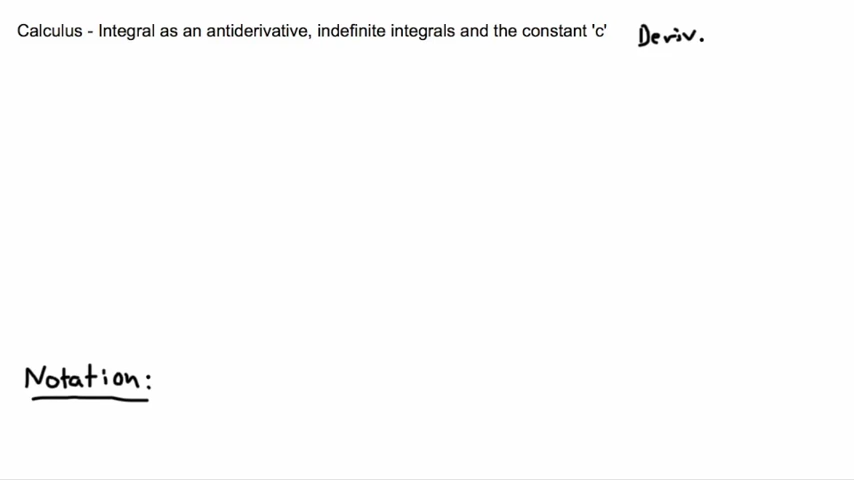 Calculus - Integral as an antiderivative, indefinite integrals and the constant 'c' Deriv.
Notation: